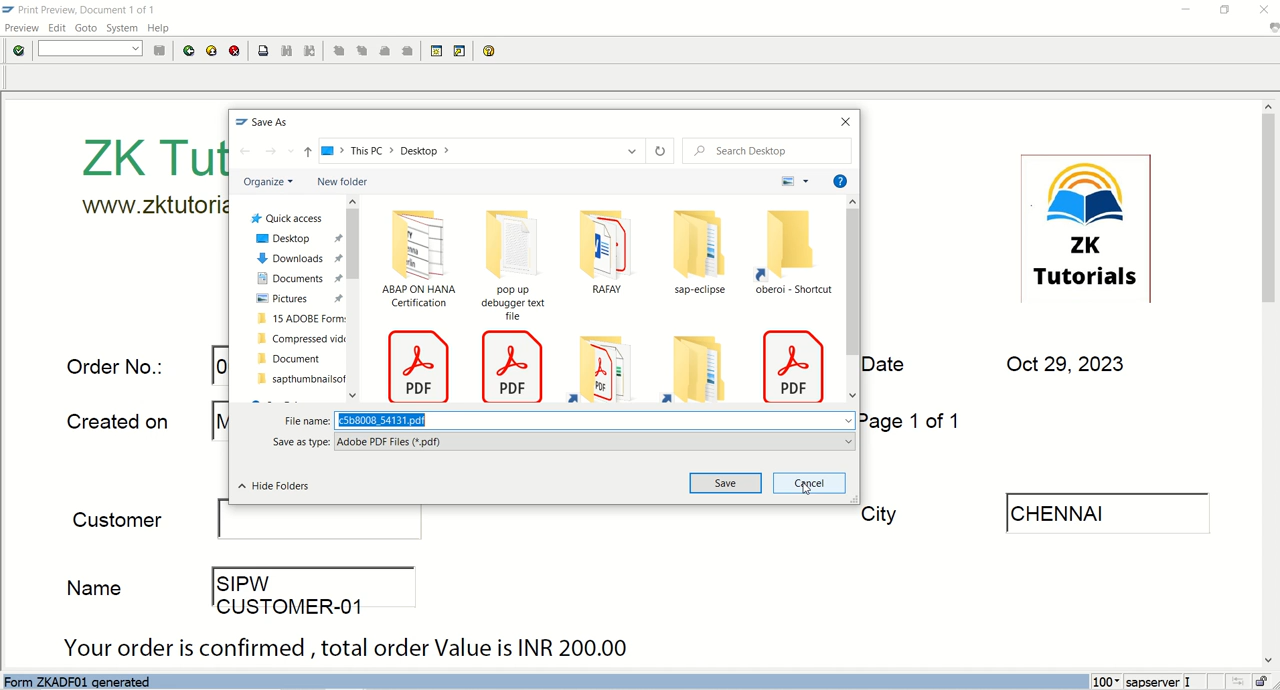 Print Preview, Document 1 of 1
Preview Edit Goto System Help
ZK Tut
www.zktutoria
ZK
Tutorials
Order No.: 0
Date Oct 29, 2023
Created on M
Page 1 of 1
Customer
City CHENNAI
Name SIPW
CUSTOMER-01
Your order is confirmed , total order Value is INR 200.00
Save As
This PC > Desktop >
Search Desktop
Organize New folder
Quick access
Desktop
Downloads
Documents
Pictures
15 ADOBE Form
Compressed vid
Document
sapthumbnailsof
ABAP ON HANA
Certification
pop up
debugger text
file
RAFAY
sap-eclipse
oberoi - Shortcut
PDF
PDF
PDF
PDF
File name: c5b8008_54131.pdf
Save as type: Adobe PDF Files (*.pdf)
Hide Folders
Save Cancel
Form ZKADF01 generated
100 sapserver